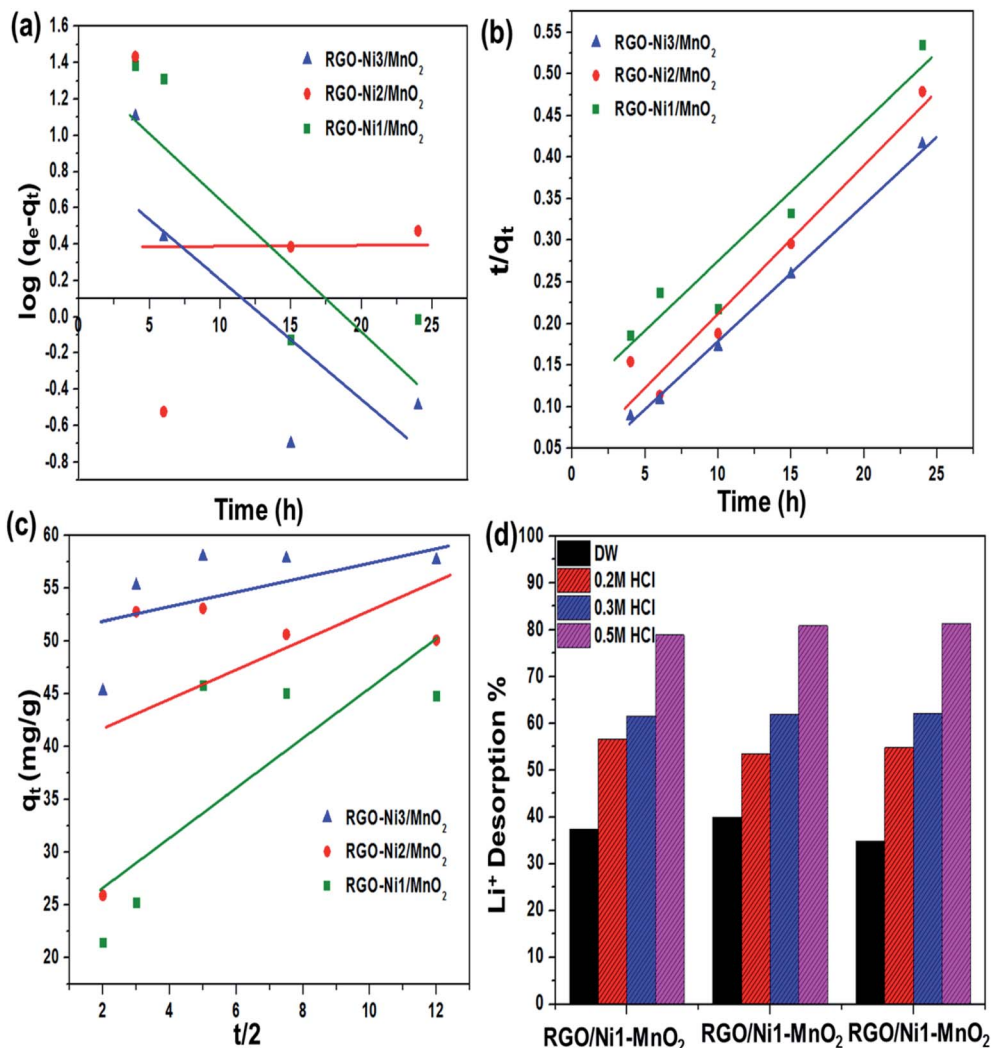 (a)
1.6
1.4
1.2
1.0
0.8
0.6
0.4
0.2
0.0
-0.2
-0.4
-0.6
-0.8
log (qₑ-qₜ)
RGO-Ni3/MnO₂
RGO-Ni2/MnO₂
RGO-Ni1/MnO₂
0 5 10 15 20 25
Time (h)
(b)
0.55
0.50
0.45
0.40
0.35
0.30
0.25
0.20
0.15
0.10
0.05
t/qₜ
RGO-Ni3/MnO₂
RGO-Ni2/MnO₂
RGO-Ni1/MnO₂
0 5 10 15 20 25
Time (h)
(c)
60
55
50
45
40
35
30
25
20
qₜ (mg/g)
RGO-Ni3/MnO₂
RGO-Ni2/MnO₂
RGO-Ni1/MnO₂
2 4 6 8 10 12
t/2
(d)
100
90
80
70
60
50
40
30
20
10
0
Li⁺ Desorption %
DW
0.2M HCl
0.3M HCl
0.5M HCl
RGO/Ni1-MnO₂ RGO/Ni1-MnO₂ RGO/Ni1-MnO₂